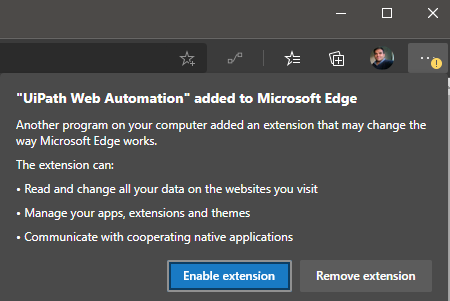 "UiPath Web Automation" added to Microsoft Edge
Another program on your computer added an extension that may change the
way Microsoft Edge works.
The extension can:
• Read and change all your data on the websites you visit
• Manage your apps, extensions and themes
• Communicate with cooperating native applications
Enable extension
Remove extension